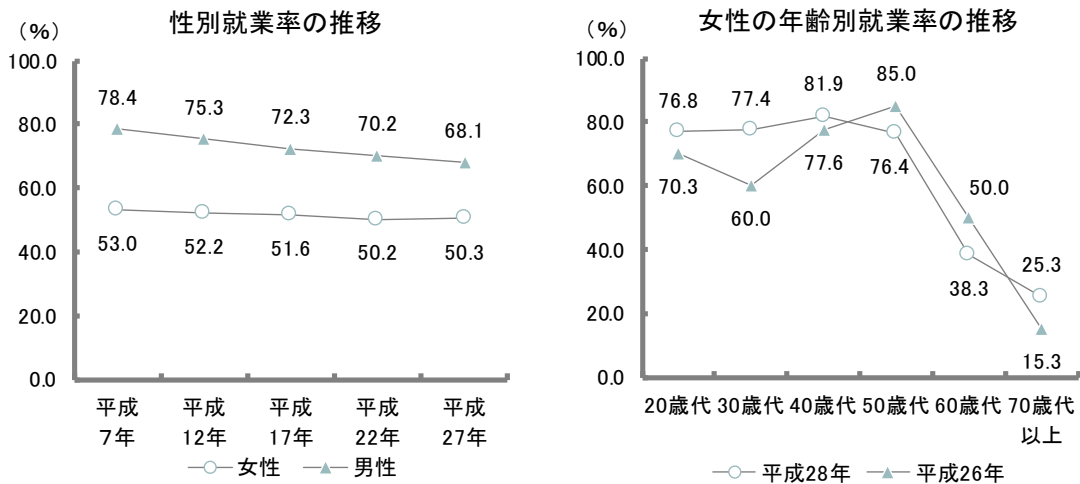 性別就業率の推移
（%）
100.0
80.0
60.0
40.0
20.0
0.0
78.4 75.3 72.3 70.2 68.1
53.0 52.2 51.6 50.2 50.3
平成 平成 平成 平成 平成
7年 12年 17年 22年 27年
女性 男性
女性の年齢別就業率の推移
（%）
100.0
80.0
60.0
40.0
20.0
0.0
76.8 77.4 81.9 85.0
70.3 60.0 77.6 76.4 50.0
38.3 25.3
15.3
20歳代 30歳代 40歳代 50歳代 60歳代 70歳代
以上
平成28年 平成26年